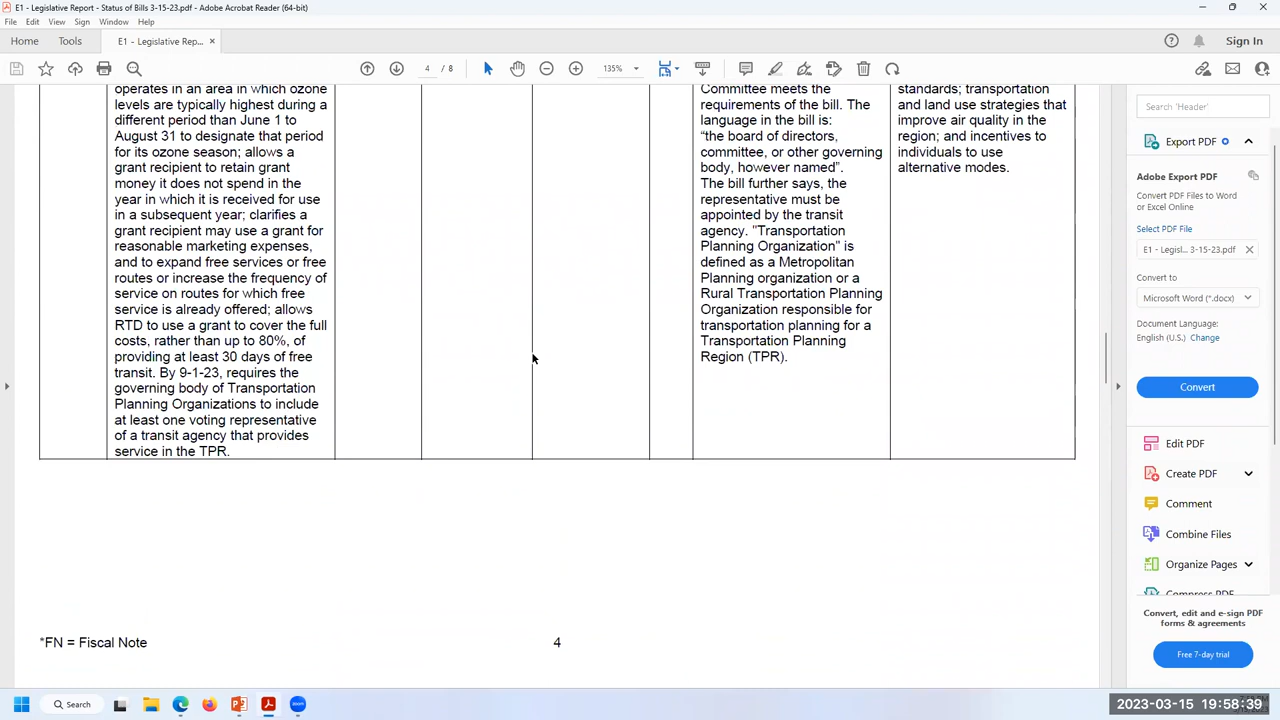 E1 - Legislative Report - Status of Bills 3-15-23.pdf - Adobe Acrobat Reader (64-bit)
File Edit View Sign Window Help
Home Tools E1 - Legislative Rep... × Sign In
4 / 8 135%
operates in an area in which ozone
levels are typically highest during a
different period than June 1 to
August 31 to designate that period
for its ozone season; allows a
grant recipient to retain grant
money it does not spend in the
year in which it is received for use
in a subsequent year; clarifies a
grant recipient may use a grant for
reasonable marketing expenses,
and to expand free services or free
routes or increase the frequency of
service on routes for which free
service is already offered; allows
RTD to use a grant to cover the full
costs, rather than up to 80%, of
providing at least 30 days of free
transit. By 9-1-23, requires the
governing body of Transportation
Planning Organizations to include
at least one voting representative
of a transit agency that provides
service in the TPR.
Committee meets the
requirements of the bill. The
language in the bill is:
“the board of directors,
committee, or other governing
body, however named”.
The bill further says, the
representative must be
appointed by the transit
agency. "Transportation
Planning Organization" is
defined as a Metropolitan
Planning organization or a
Rural Transportation Planning
Organization responsible for
transportation planning for a
Transportation Planning
Region (TPR).
standards; transportation
and land use strategies that
improve air quality in the
region; and incentives to
individuals to use
alternative modes.
*FN = Fiscal Note 4
Search 'Header'
Export PDF
Adobe Export PDF
Convert PDF Files to Word
or Excel Online
Select PDF File
E1 - Legisl... 3-15-23.pdf
Convert to
Microsoft Word (*.docx)
Document Language:
English (U.S.) Change
Convert
Edit PDF
Create PDF
Comment
Combine Files
Organize Pages
Compress PDF
Convert, edit and e-sign PDF
forms & agreements
Free 7-day trial
Search
2023-03-15 19:58:39